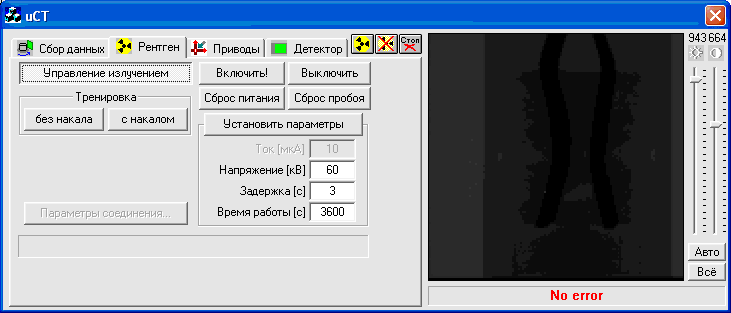 uCT
Сбор данных Рентген Приводы Детектор Стоп
943 664
Управление излучением Включить! Выключить
Сброс питания Сброс пробоя
Тренировка
без накала с накалом
Установить параметры
Ток [мкА] 10
Напряжение [кВ] 60
Задержка [с] 3
Параметры соединения... Время работы [с] 3600
Авто
Всё
No error